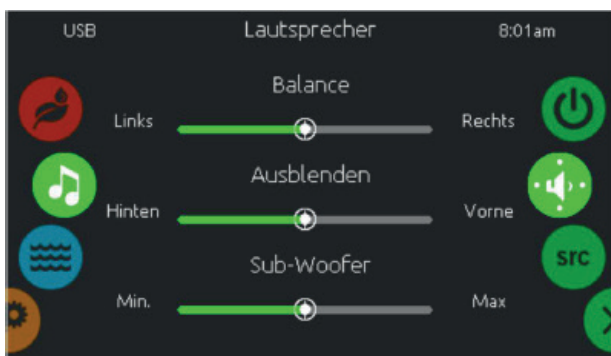 USB Lautsprecher 8:01am
Balance
Links Rechts
Ausblenden
Hinten Vorne
src
Sub-Woofer
Min. Max